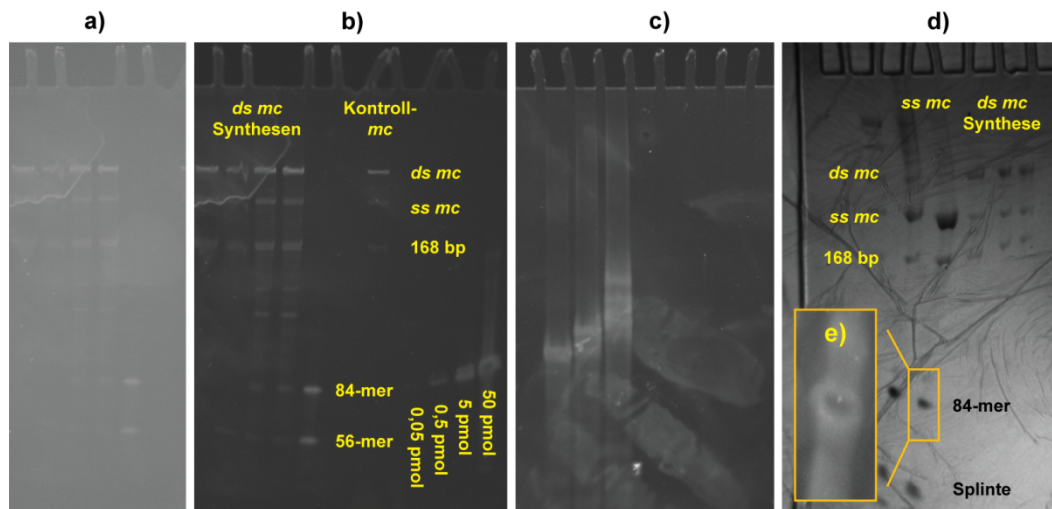 a)
b)
c)
d)
ds mc
Synthesen
Kontroll-
mc
ds mc
ss mc
168 bp
84-mer
56-mer
0,05 pmol
0,5 pmol
5 pmol
50 pmol
ss mc
ds mc
Synthese
ds mc
ss mc
168 bp
e)
84-mer
Splinte